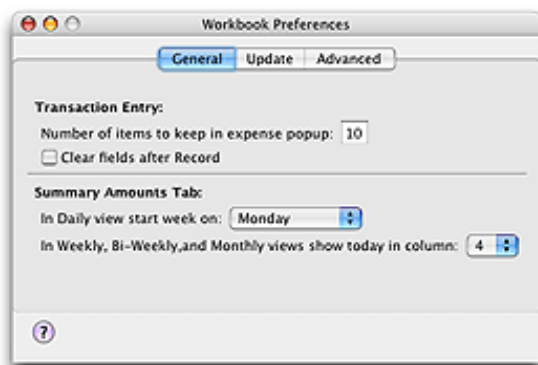 Workbook Preferences
General Update Advanced
Transaction Entry:
Number of items to keep in expense popup: 10
Clear fields after Record
Summary Amounts Tab:
In Daily view start week on: Monday
In Weekly, Bi-Weekly,and Monthly views show today in column: 4
?